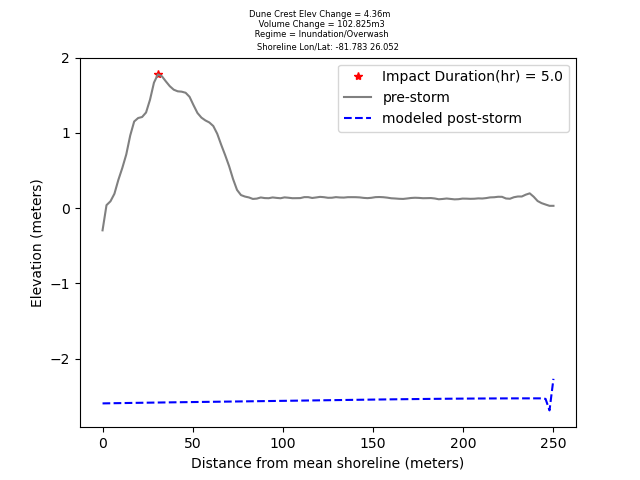 Dune Crest Elev Change = 4.36m
Volume Change = 102.825m3
Regime = Inundation/Overwash
Shoreline Lon/Lat: -81.783 26.052
Impact Duration(hr) = 5.0
pre-storm
modeled post-storm
2
1
0
−1
−2
Elevation (meters)
0 50 100 150 200 250
Distance from mean shoreline (meters)